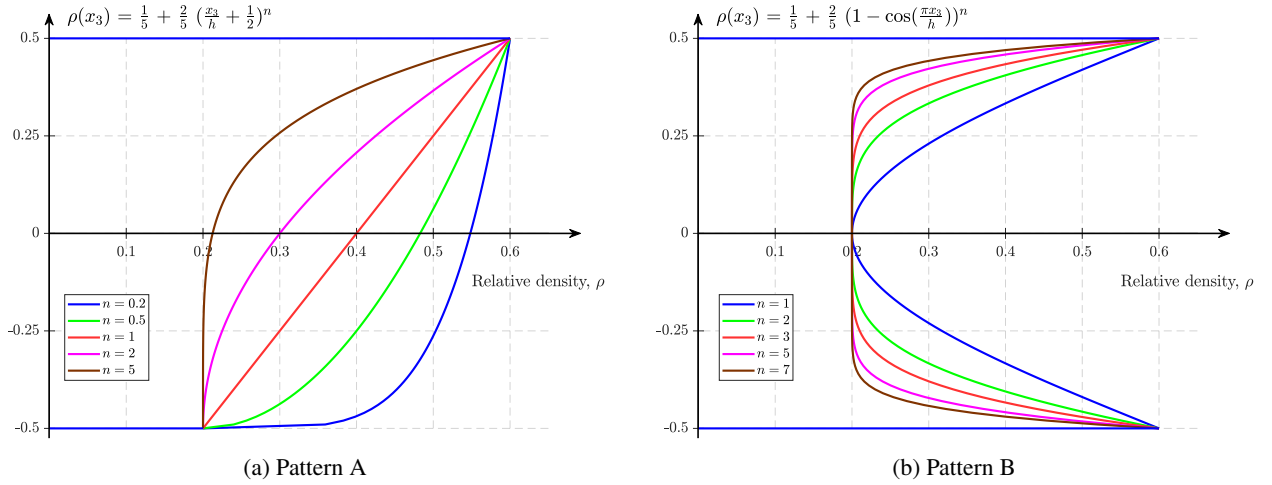 ρ(x₃) = 1/5 + 2/5 (x₃/h + 1/2)ⁿ
0.5
0.25
0
0.1 0.2 0.3 0.4 0.5 0.6
Relative density, ρ
n = 0.2
n = 0.5
n = 1
n = 2
n = 5
–0.25
–0.5
(a) Pattern A
ρ(x₃) = 1/5 + 2/5 (1 − cos(πx₃/h))ⁿ
0.5
0.25
0
0.1 0.2 0.3 0.4 0.5 0.6
Relative density, ρ
n = 1
n = 2
n = 3
n = 5
n = 7
–0.25
–0.5
(b) Pattern B